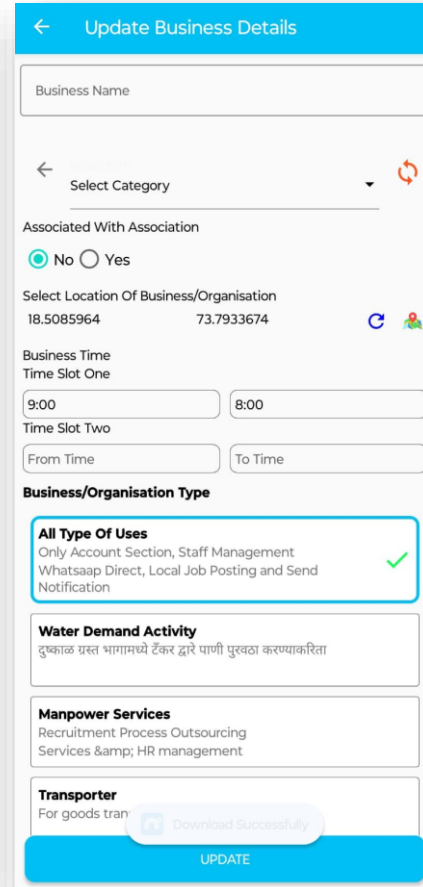 Update Business Details
Business Name
Select Category
Associated With Association
No Yes
Select Location Of Business/Organisation
18.5085964 73.7933674
Business Time
Time Slot One
9:00 8:00
Time Slot Two
From Time To Time
Business/Organisation Type
All Type Of Uses
Only Account Section, Staff Management
Whatsaap Direct, Local Job Posting and Send
Notification
Water Demand Activity
दुष्काळ ग्रस्त भागामध्ये टँकर द्वारे पाणी पुरवठा करण्याकरिता
Manpower Services
Recruitment Process Outsourcing
Services &amp; HR management
Transporter
For goods tran
Download Successfully
UPDATE